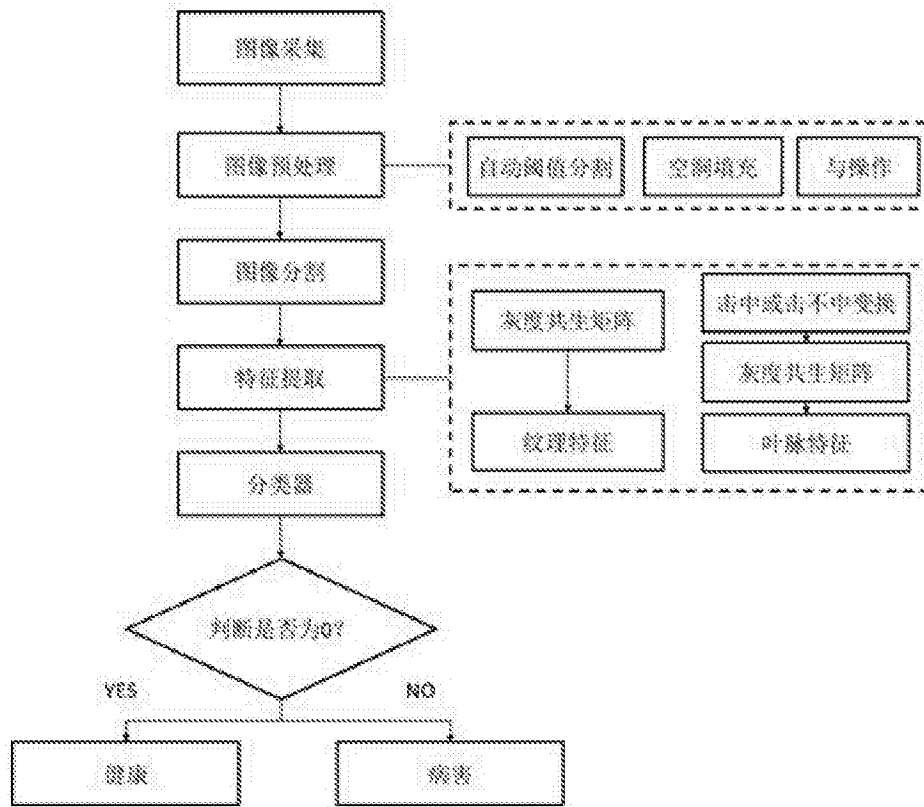 图像采集
图像预处理
自动阈值分割
空洞填充
与操作
图像分割
灰度共生矩阵
击中或击不中变换
特征提取
灰度共生矩阵
纹理特征
叶脉特征
分类器
判断是否为0?
YES
NO
健康
病害